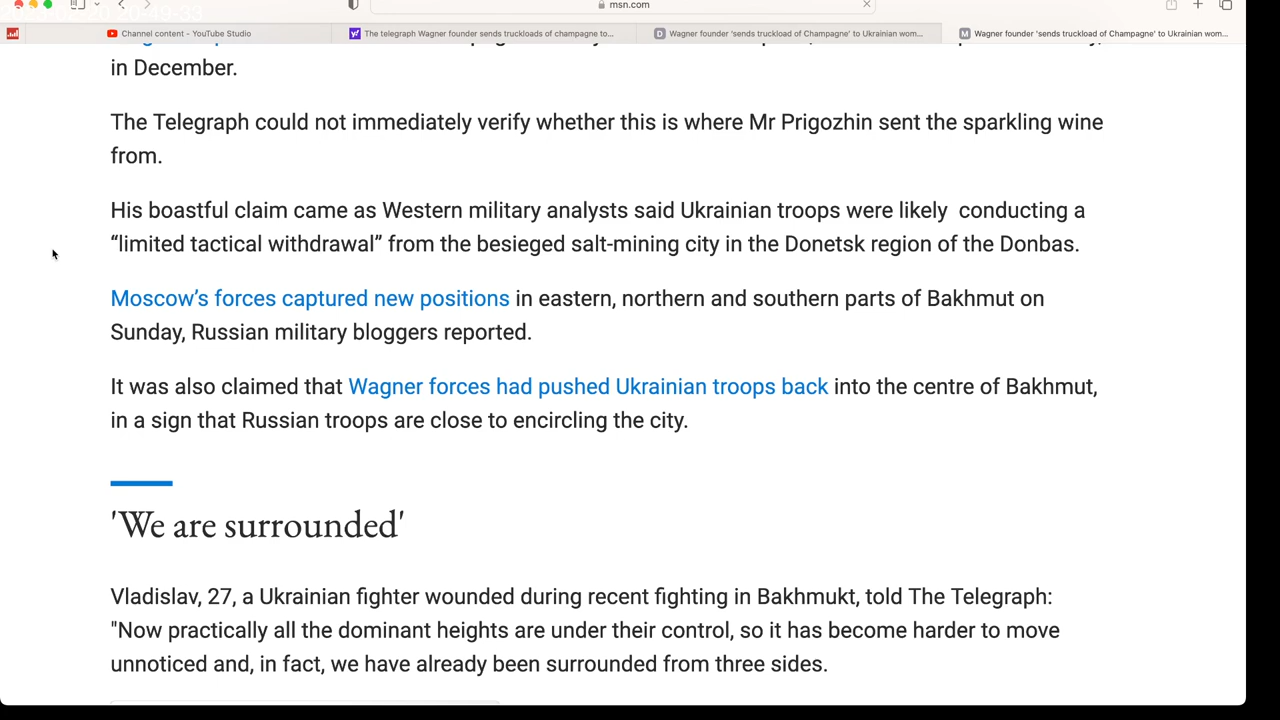 msn.com
Channel content - YouTube Studio
The telegraph Wagner founder sends truckloads of champagne to...
D Wagner founder 'sends truckload of Champagne' to Ukrainian wom...
M Wagner founder 'sends truckload of Champagne' to Ukrainian wom...
in December.
The Telegraph could not immediately verify whether this is where Mr Prigozhin sent the sparkling wine
from.
His boastful claim came as Western military analysts said Ukrainian troops were likely  conducting a
“limited tactical withdrawal” from the besieged salt-mining city in the Donetsk region of the Donbas.
Moscow’s forces captured new positions in eastern, northern and southern parts of Bakhmut on
Sunday, Russian military bloggers reported.
It was also claimed that Wagner forces had pushed Ukrainian troops back into the centre of Bakhmut,
in a sign that Russian troops are close to encircling the city.
'We are surrounded'
Vladislav, 27, a Ukrainian fighter wounded during recent fighting in Bakhmukt, told The Telegraph:
"Now practically all the dominant heights are under their control, so it has become harder to move
unnoticed and, in fact, we have already been surrounded from three sides.